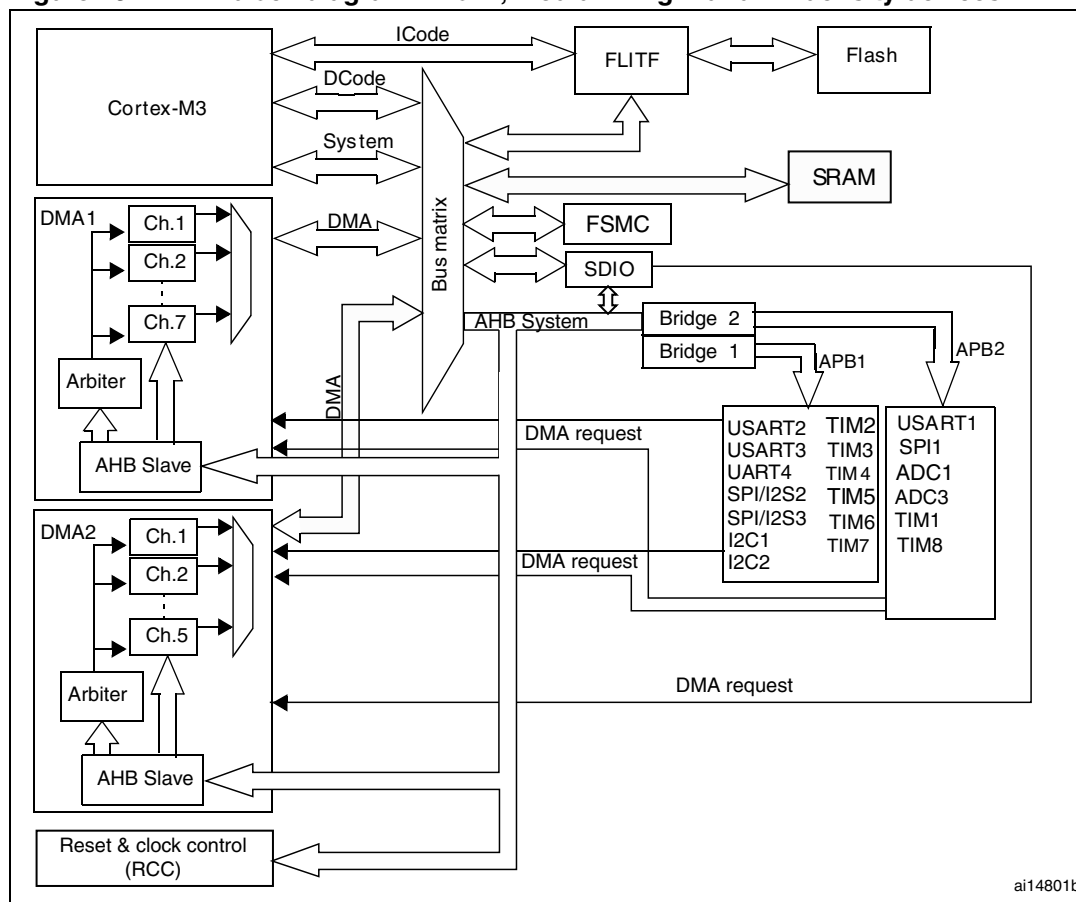 ICode
FLITF
Flash
DCode
Cortex-M3
System
SRAM
DMA1
Ch.1
DMA
Bus matrix
FSMC
Ch.2
SDIO
Ch.7
AHB System
Bridge 2
Bridge 1
APB1
APB2
Arbiter
DMA
AHB Slave
DMA request
USART2
USART3
UART4
SPI/I2S2
SPI/I2S3
I2C1
I2C2
TIM2
TIM3
TIM4
TIM5
TIM6
TIM7
USART1
SPI1
ADC1
ADC3
TIM1
TIM8
DMA2
Ch.1
Ch.2
Ch.5
DMA request
Arbiter
DMA request
AHB Slave
Reset & clock control
(RCC)
ai14801b